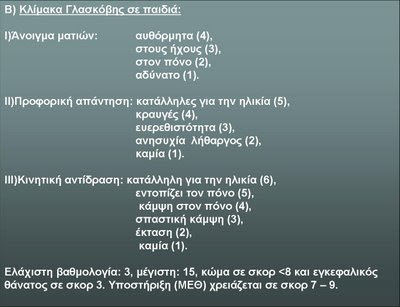 Β) Κλίμακα Γλασκόβης σε παιδιά:
Ι)Άνοιγμα ματιών: αυθόρμητα (4),
στους ήχους (3),
στον πόνο (2),
αδύνατο (1).
ΙΙ)Προφορική απάντηση: κατάλληλες για την ηλικία (5),
κραυγές (4),
ευερεθιστότητα (3),
ανησυχία λήθαργος (2),
καμία (1).
ΙΙΙ)Κινητική αντίδραση: κατάλληλη για την ηλικία (6),
εντοπίζει τον πόνο (5),
κάμψη στον πόνο (4),
σπαστική κάμψη (3),
έκταση (2),
καμία (1).
Ελάχιστη βαθμολογία: 3, μέγιστη: 15, κώμα σε σκορ <8 και εγκεφαλικός
θάνατος σε σκορ 3. Υποστήριξη (ΜΕΘ) χρειάζεται σε σκορ 7 – 9.